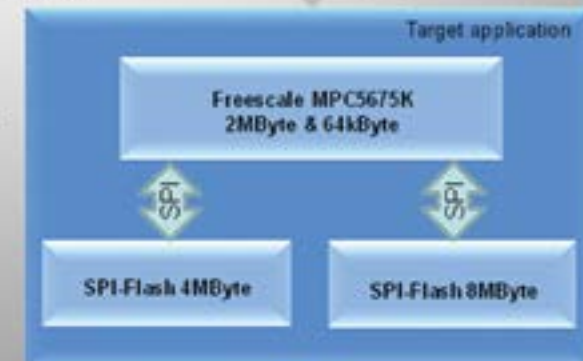 Target application
Freescale MPC5675K
2MByte & 64kByte
SPI
SPI
SPI-Flash 4MByte
SPI-Flash 8MByte